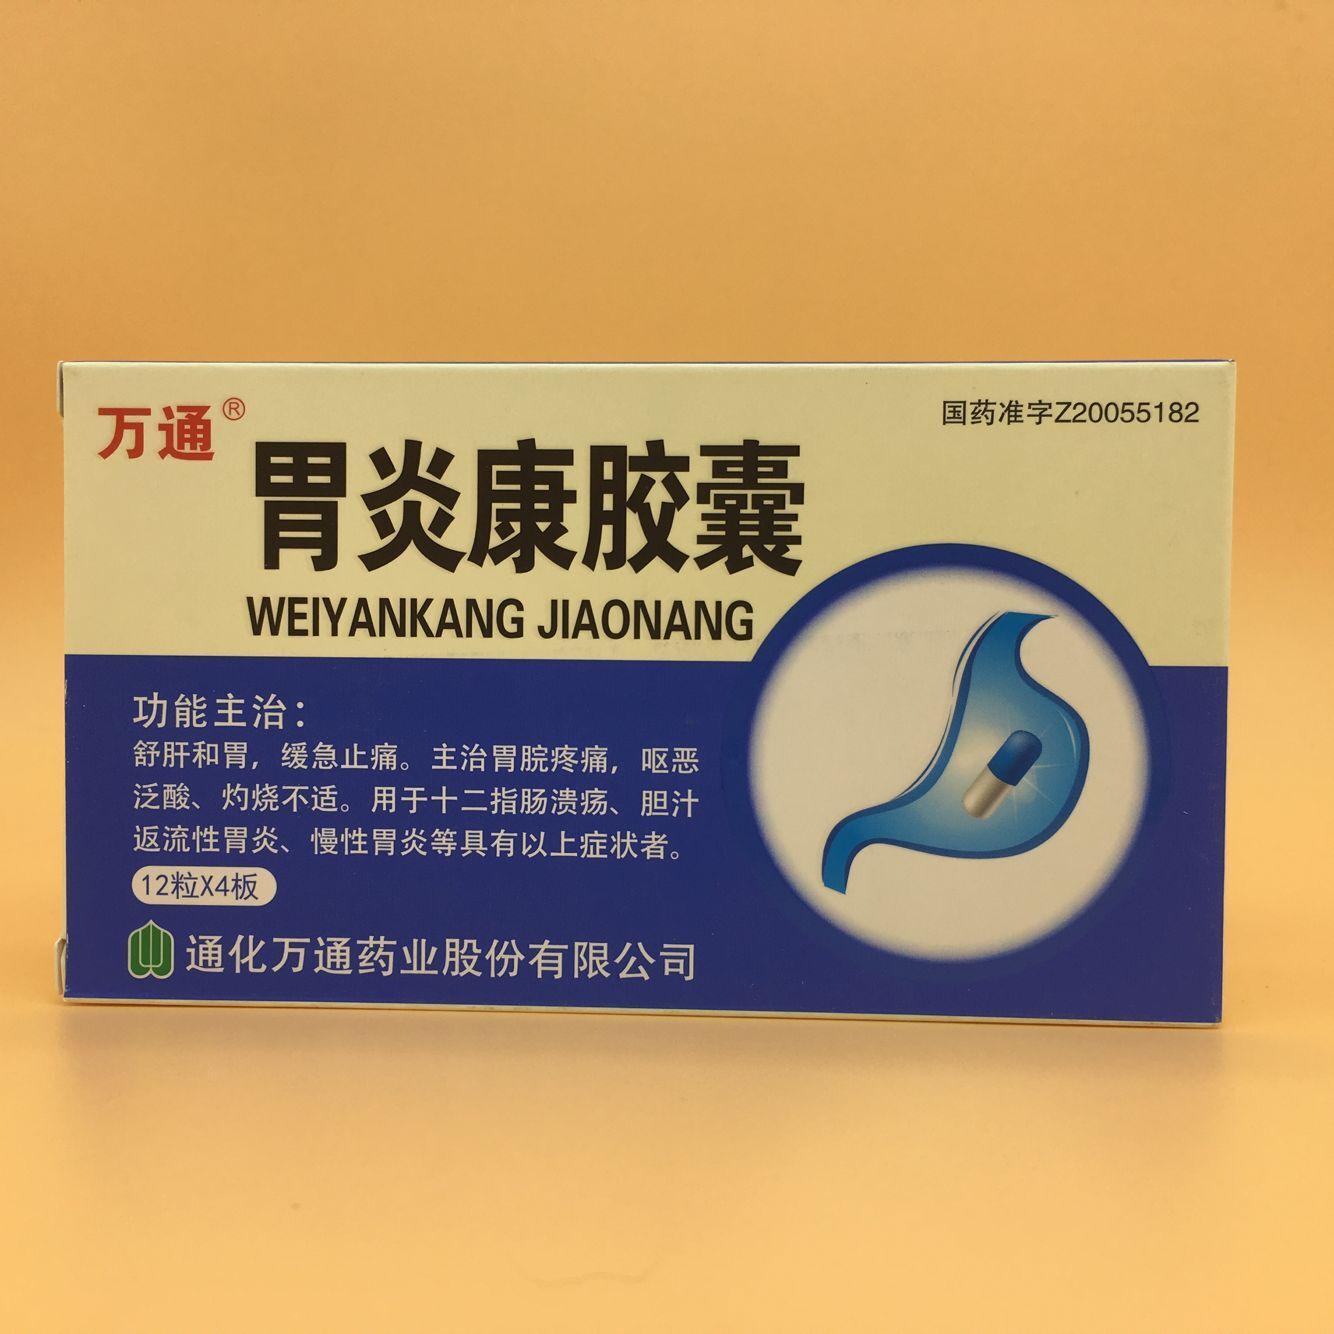 万通®
国药准字Z20055182
胃炎康胶囊
WEIYANKANG JIAONANG
功能主治：
舒肝和胃，缓急止痛。主治胃脘疼痛，呕恶
泛酸、灼烧不适。用于十二指肠溃疡、胆汁
返流性胃炎、慢性胃炎等具有以上症状者。
12粒X4板
通化万通药业股份有限公司